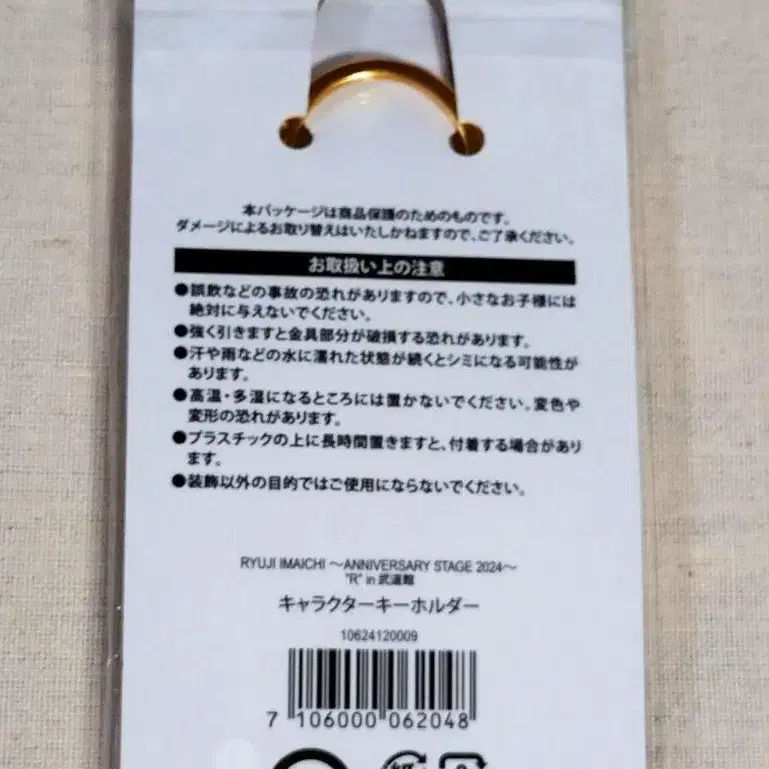 本パッケージは商品保護のためのものです。
ダメージによるお取り替えはいたしかねますので、ご了承ください。
お取扱い上の注意
●誤飲などの事故の恐れがありますので、小さなお子様には
絶対に与えないでください。
●強く引きますと金具部分が破損する恐れがあります。
●汗や雨などの水に濡れた状態が続くとシミになる可能性が
あります。
●高温・多湿になるところには置かないでください。変色や
変形の恐れがあります。
●プラスチックの上に長時間置きますと、付着する場合があり
ます。
●装飾以外の目的ではご使用にならないでください。
RYUJI IMAICHI ～ANNIVERSARY STAGE 2024～
"R" in 武道館
キャラクターキーホルダー
10624120009
7 106000 062048